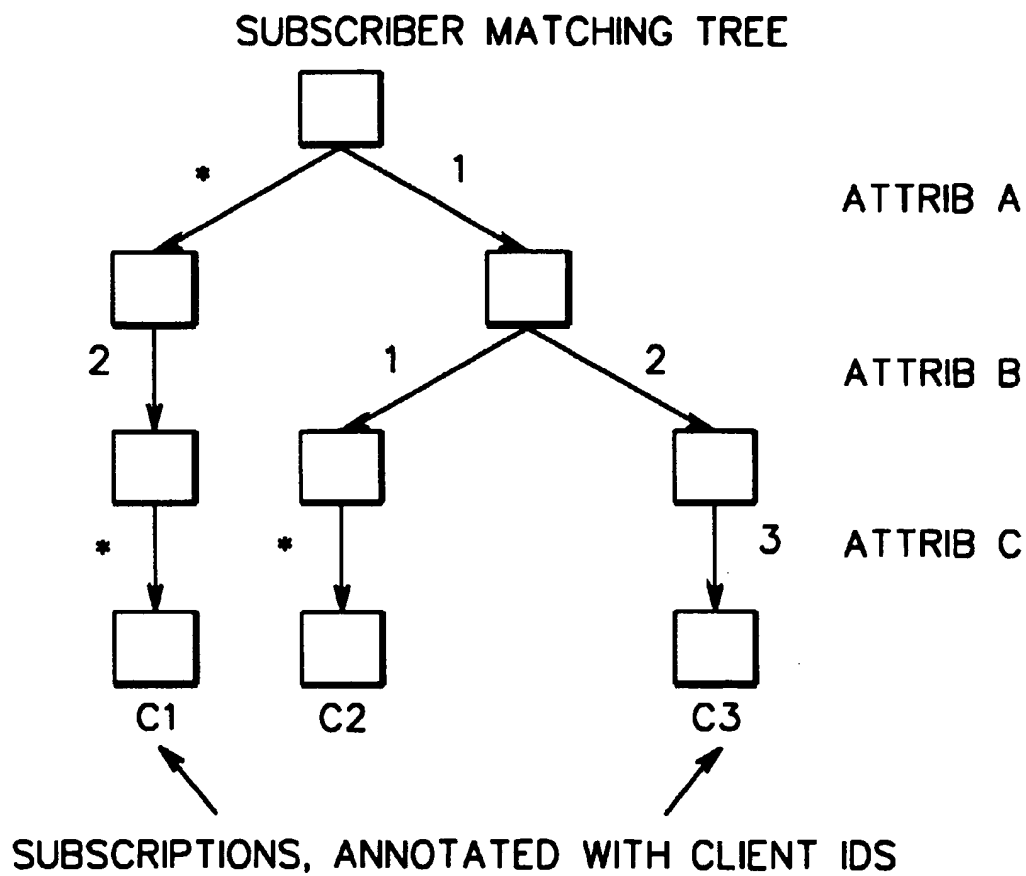 SUBSCRIBER MATCHING TREE
* 1
ATTRIB A
2 1 2
ATTRIB B
* * 3
ATTRIB C
C1 C2 C3
SUBSCRIPTIONS, ANNOTATED WITH CLIENT IDS